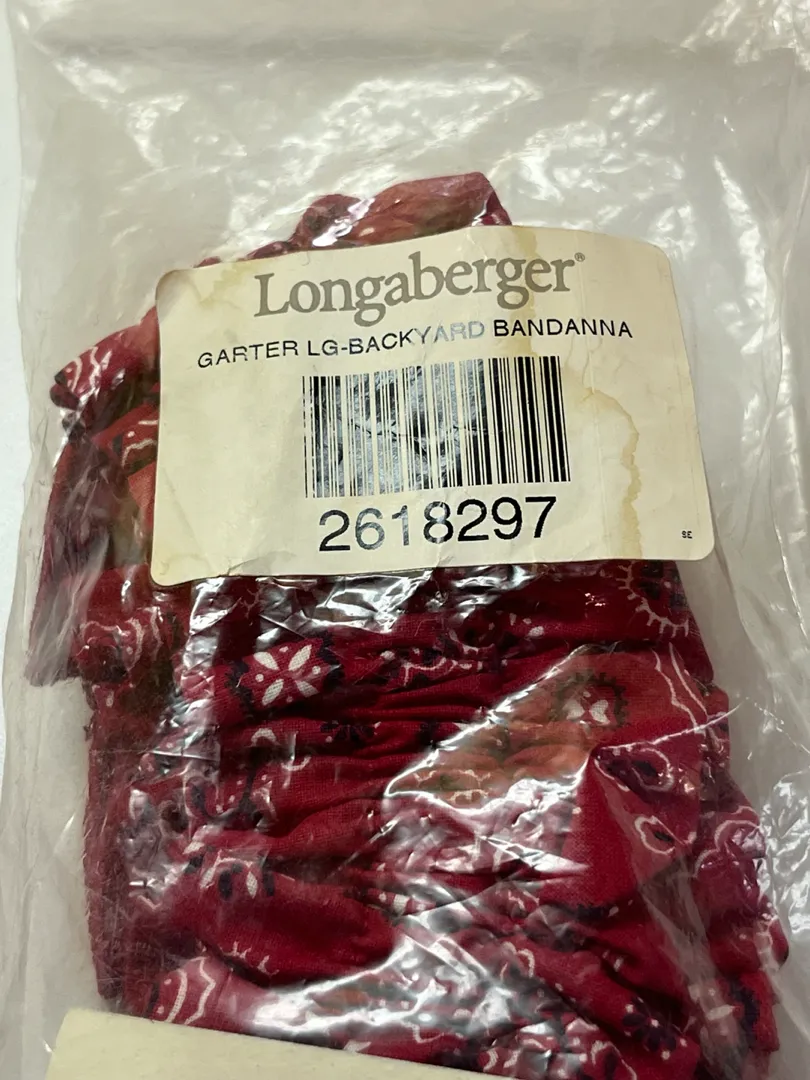 Longaberger®
GARTER LG-BACKYARD BANDANNA
2618297